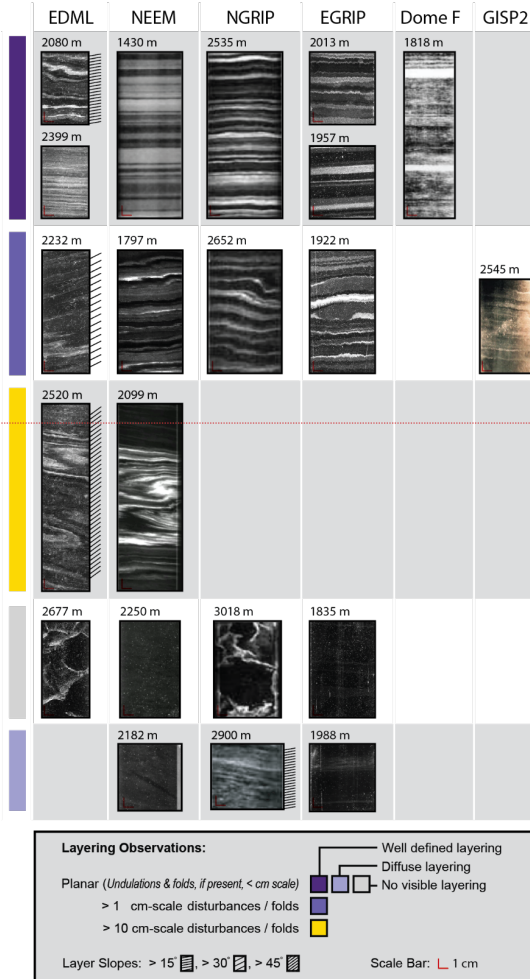 EDML NEEM NGRIP EGRIP Dome F GISP2
2080 m 1430 m 2535 m 2013 m 1818 m
2399 m 1957 m
2232 m 1797 m 2652 m 1922 m
2545 m
2520 m 2099 m
2677 m 2250 m 3018 m 1835 m
2182 m 2900 m 1988 m
Layering Observations:
Well defined layering
Diffuse layering
Planar (Undulations & folds, if present, < cm scale)
No visible layering
> 1 cm-scale disturbances / folds
> 10 cm-scale disturbances / folds
Layer Slopes: > 15° , > 30° , > 45° Scale Bar: 1 cm